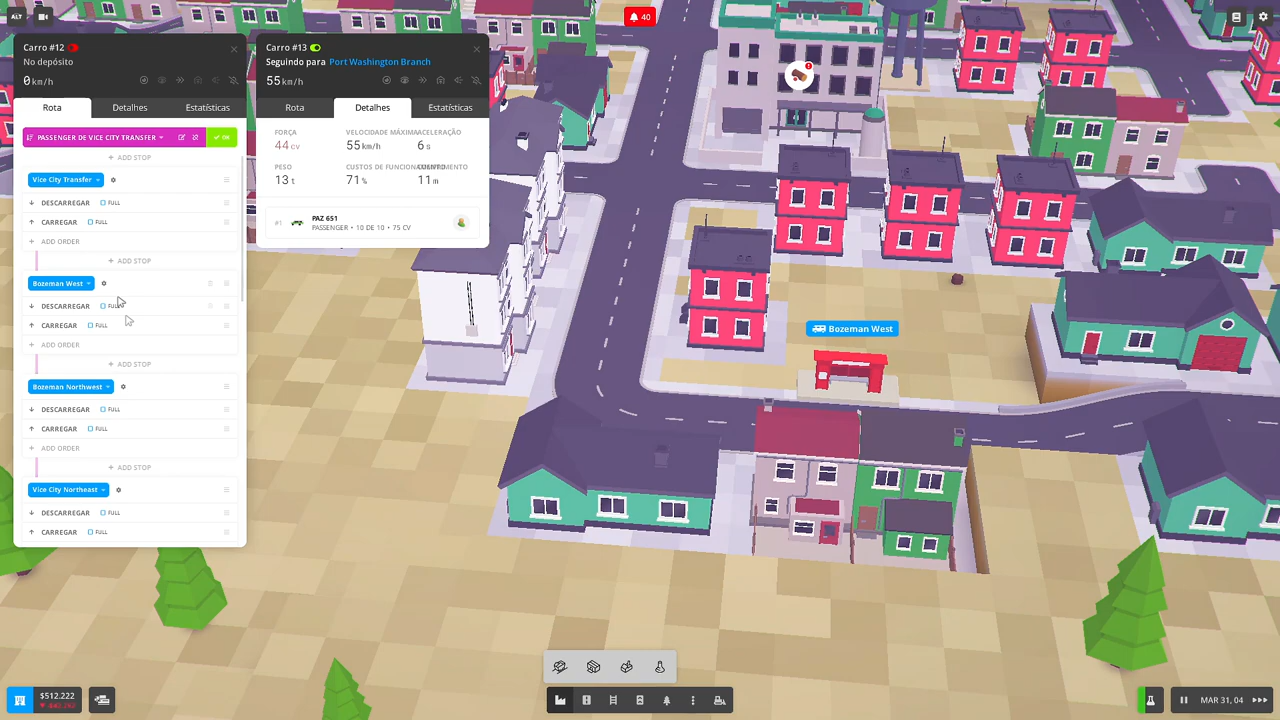 ALT
40
Carro #12
No depósito
0 km/h
Rota
Detalhes
Estatísticas
PASSENGER DE VICE CITY TRANSFER
ADD STOP
Vice City Transfer
DESCARREGAR FULL
CARREGAR FULL
ADD ORDER
ADD STOP
Bozeman West
DESCARREGAR FULL
CARREGAR FULL
ADD ORDER
ADD STOP
Bozeman Northwest
DESCARREGAR FULL
CARREGAR FULL
ADD ORDER
ADD STOP
Vice City Northeast
DESCARREGAR FULL
CARREGAR FULL
Carro #13
Seguindo para Port Washington Branch
55 km/h
Rota
Detalhes
Estatísticas
FORÇA
44 cv
VELOCIDADE MÁXIMA
55 km/h
ACELERAÇÃO
6 s
PESO
13 t
71 %
11 m
#1 PAZ 651
PASSENGER • 10 DE 10 • 75 CV
Bozeman West
$512.222
MAR 31, 04